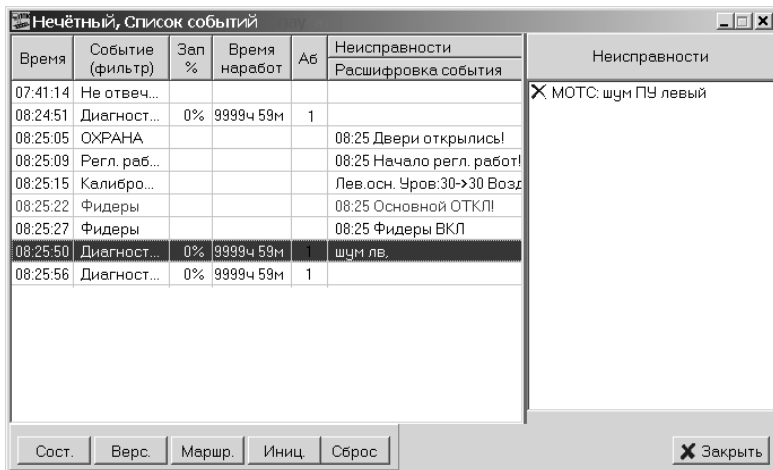 Нечётный, Список событий
Время Событие (фильтр) Зап % Время наработ Аб Неисправности
Расшифровка события
Неисправности
07:41:14 Не отвеч...
08:24:51 Диагност... 0% 9999ч 59м 1
08:25:05 ОХРАНА 08:25 Двери открылись!
08:25:09 Регл. раб... 08:25 Начало регл. работ!
08:25:15 Калибро... Лев.осн. Уров:30->30 Возд
08:25:22 Фидеры 08:25 Основной ОТКЛ!
08:25:27 Фидеры 08:25 Фидеры ВКЛ
08:25:50 Диагност... 0% 9999ч 59м 1 шум лв,
08:25:56 Диагност... 0% 9999ч 59м 1
МОТС: шум ПУ левый
Сост. Верс. Маршр. Иниц. Сброс Закрыть